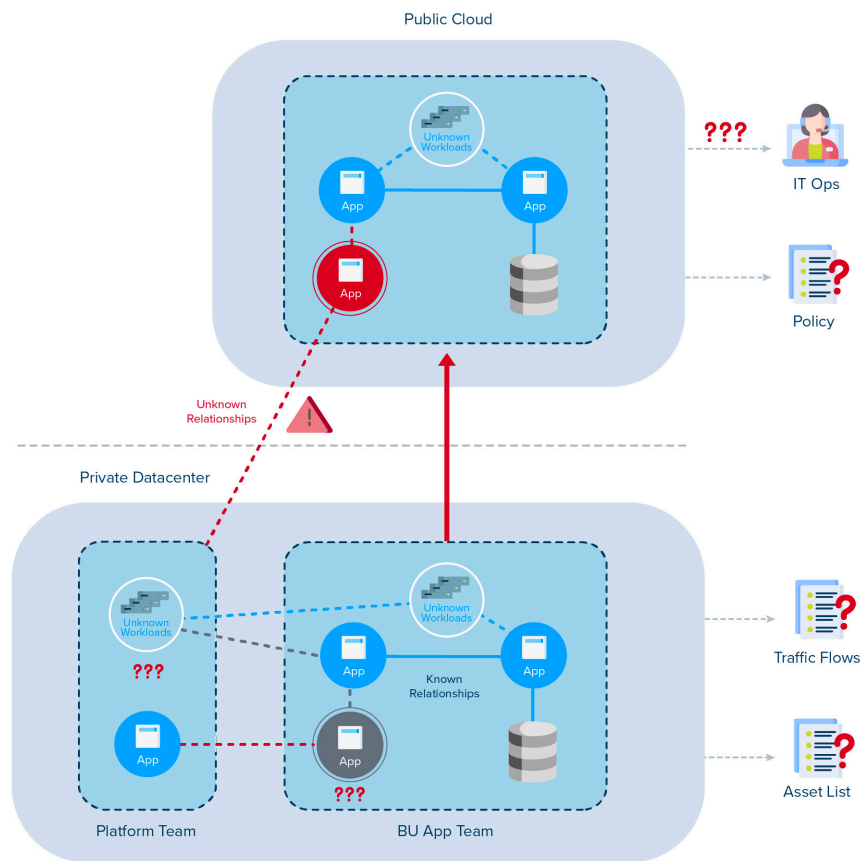 Public Cloud
Unknown
Workloads
???
App
App
IT Ops
App
?
Policy
Unknown
Relationships
!
Private Datacenter
Unknown
Workloads
Unknown
Workloads
?
???
App
App
Traffic Flows
Known
Relationships
App
App
?
???
Asset List
Platform Team
BU App Team